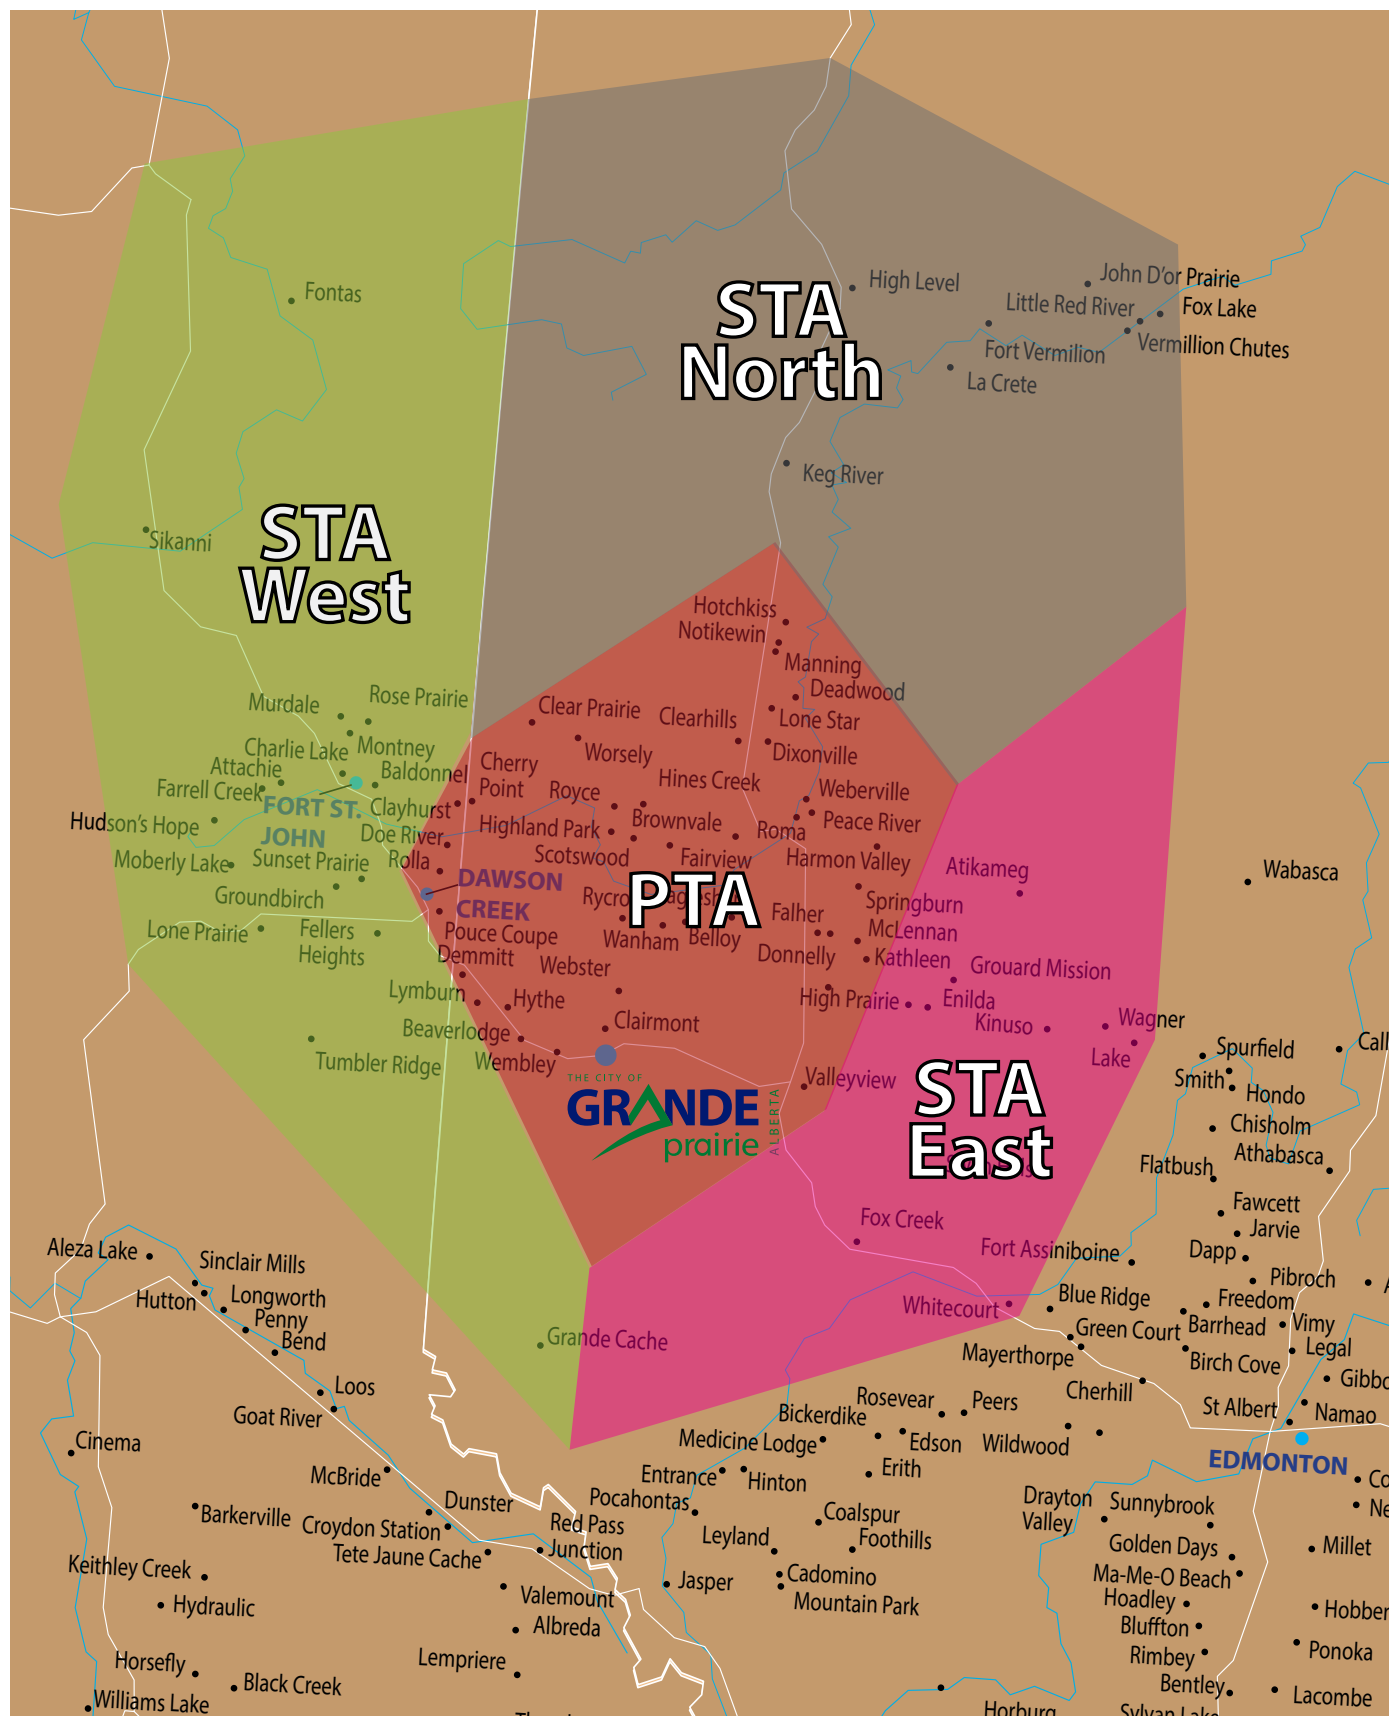 John D'or Prairie
High Level
Fontas
Little Red River
Fox Lake
STA
North
Fort Vermilion
Vermillion Chutes
La Crete
Keg River
STA
West
Sikanni
Hotchkiss
Notikewin
Manning
Deadwood
Rose Prairie
Murdale
Clear Prairie
Clearhills
Lone Star
Charlie Lake
Montney
Worsely
Dixonville
Attachie
Baldonnel
Cherry
Point
Hines Creek
Farrell Creek
Royce
Weberville
FORT ST.
JOHN
Clayhurst
Hudson's Hope
Doe River
Highland Park
Brownvale
Roma
Peace River
Moberly Lake
Sunset Prairie
Rolla
Scotswood
Fairview
Harmon Valley
Atikameg
Wabasca
DAWSON
CREEK
Groundbirch
PTA
Falher
Springburn
Lone Prairie
Fellers
Heights
Pouce Coupe
Wanham
Belloy
McLennan
Demmitt
Webster
Donnelly
Kathleen
Grouard Mission
Lymburn
Hythe
High Prairie
Enilda
Clairmont
Kinuso
Wagner
Beaverlodge
Lake
Spurfield
Call
Tumbler Ridge
Wembley
Valleyview
Smith
Hondo
THE CITY OF
GRANDE
prairie
ALBERTA
STA
East
Chisholm
Athabasca
Flatbush
Fawcett
Jarvie
Fox Creek
Fort Assiniboine
Dapp
Aleza Lake
Sinclair Mills
Pibroch
Hutton
Longworth
Penny
Bend
Whitecourt
Blue Ridge
Freedom
Barrhead
Vimy
Grande Cache
Green Court
Legal
Mayerthorpe
Birch Cove
Loos
Cherhill
Gibbo
Goat River
Rosevear
Peers
St Albert
Namao
Bickerdike
Cinema
Medicine Lodge
Edson
Wildwood
EDMONTON
McBride
Entrance
Hinton
Erith
Co
Pocahontas
Drayton
Valley
Sunnybrook
Ne
Barkerville
Dunster
Coalspur
Croydon Station
Red Pass
Junction
Leyland
Foothills
Golden Days
Millet
Tete Jaune Cache
Keithley Creek
Jasper
Cadomino
Ma-Me-O Beach
Hydraulic
Valemount
Mountain Park
Hoadley
Hobber
Albreda
Bluffton
Horsefly
Lempriere
Rimbey
Ponoka
Black Creek
Bentley
Lacombe
Williams Lake
Horburg
Sylvan Lake